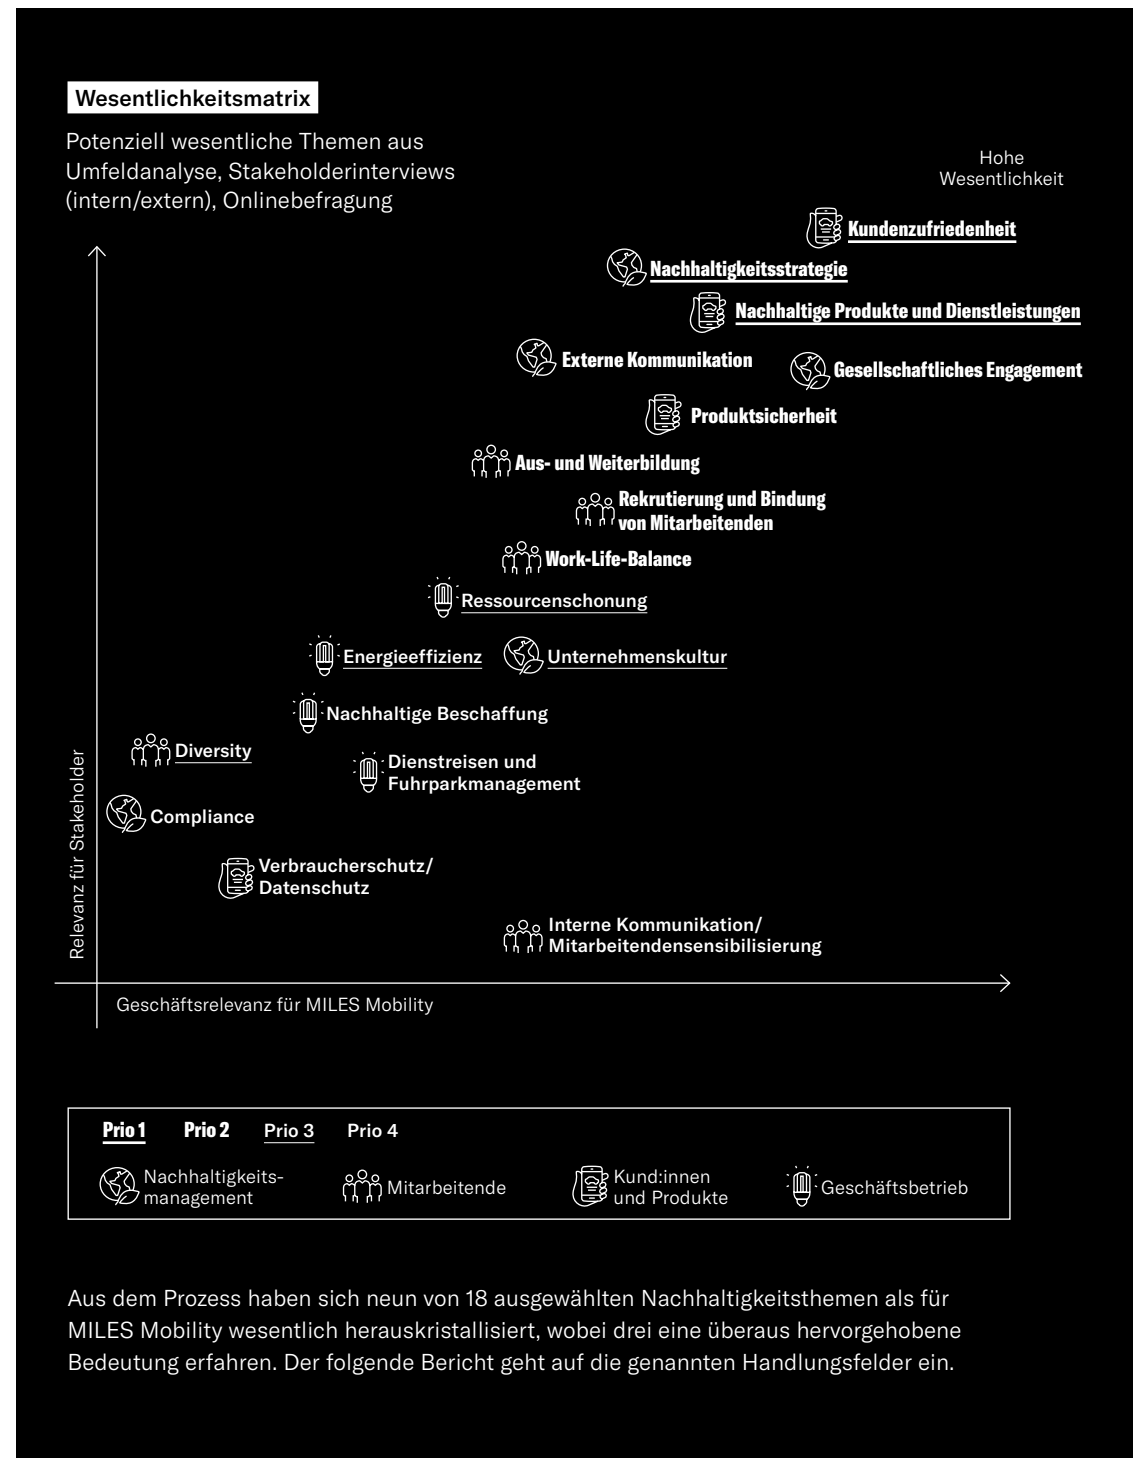 Wesentlichkeitsmatrix
Potenziell wesentliche Themen aus
Umfeldanalyse, Stakeholderinterviews
(intern/extern), Onlinebefragung
Hohe
Wesentlichkeit
Kundenzufriedenheit
Nachhaltigkeitsstrategie
Nachhaltige Produkte und Dienstleistungen
Externe Kommunikation
Gesellschaftliches Engagement
Produktsicherheit
Aus- und Weiterbildung
Rekrutierung und Bindung
von Mitarbeitenden
Work-Life-Balance
Ressourcenschonung
Energieeffizienz
Unternehmenskultur
Nachhaltige Beschaffung
Diversity
Dienstreisen und
Fuhrparkmanagement
Compliance
Verbraucherschutz/
Datenschutz
Interne Kommunikation/
Mitarbeitendensensibilisierung
Relevanz für Stakeholder
Geschäftsrelevanz für MILES Mobility
Prio 1 Prio 2 Prio 3 Prio 4
Nachhaltigkeits-
management
Mitarbeitende
Kund:innen
und Produkte
Geschäftsbetrieb
Aus dem Prozess haben sich neun von 18 ausgewählten Nachhaltigkeitsthemen als für
MILES Mobility wesentlich herauskristallisiert, wobei drei eine überaus hervorgehobene
Bedeutung erfahren. Der folgende Bericht geht auf die genannten Handlungsfelder ein.